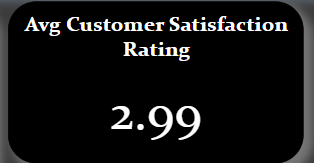 Avg Customer Satisfaction
Rating
2.99